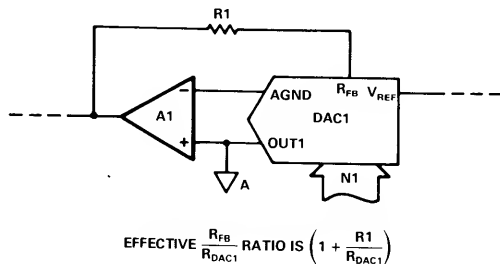 R1
R_FB V_REF
AGND
A1
DAC1
OUT1
A
N1
EFFECTIVE R_FB/R_DAC1 RATIO IS (1 + R1/R_DAC1)